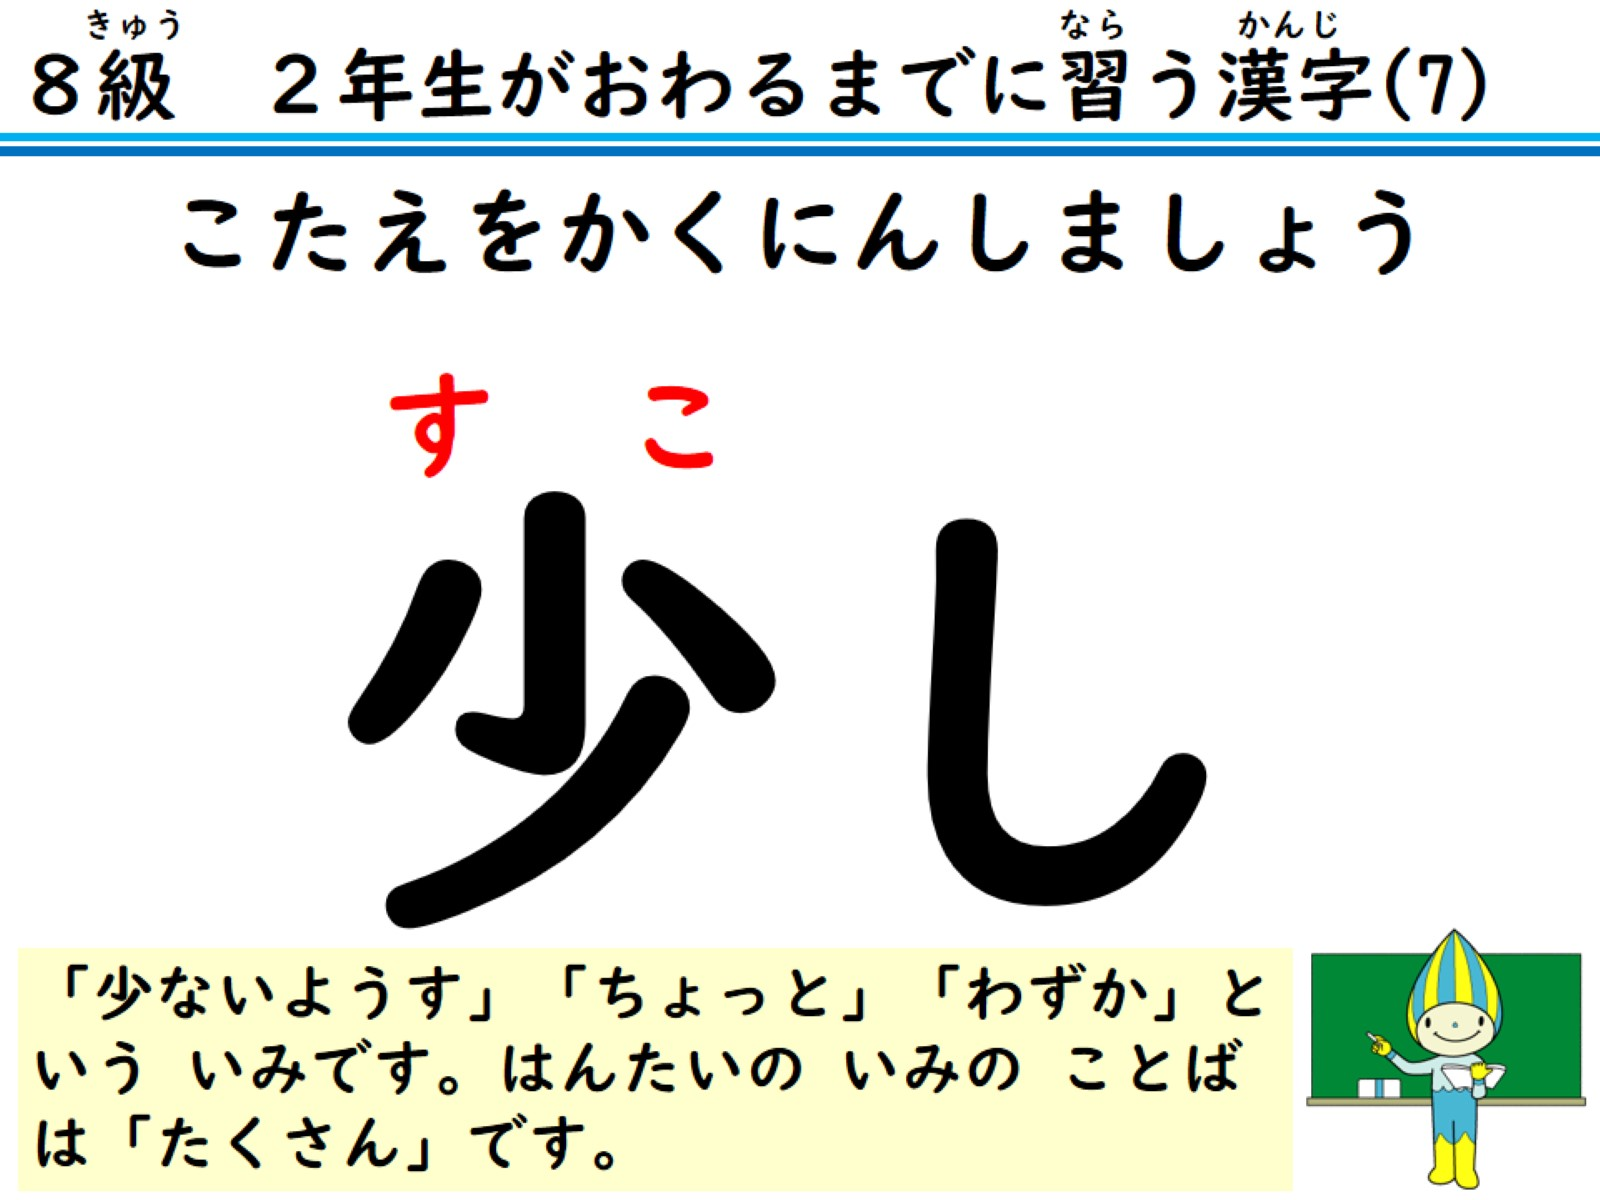 きゅう なら かんじ
8級 2年生がおわるまでに習う漢字(7)
こたえをかくにんしましょう
すこ
少し
「少ないようす」「ちょっと」「わずか」と
いう いみです。はんたいの いみの ことば
は「たくさん」です。